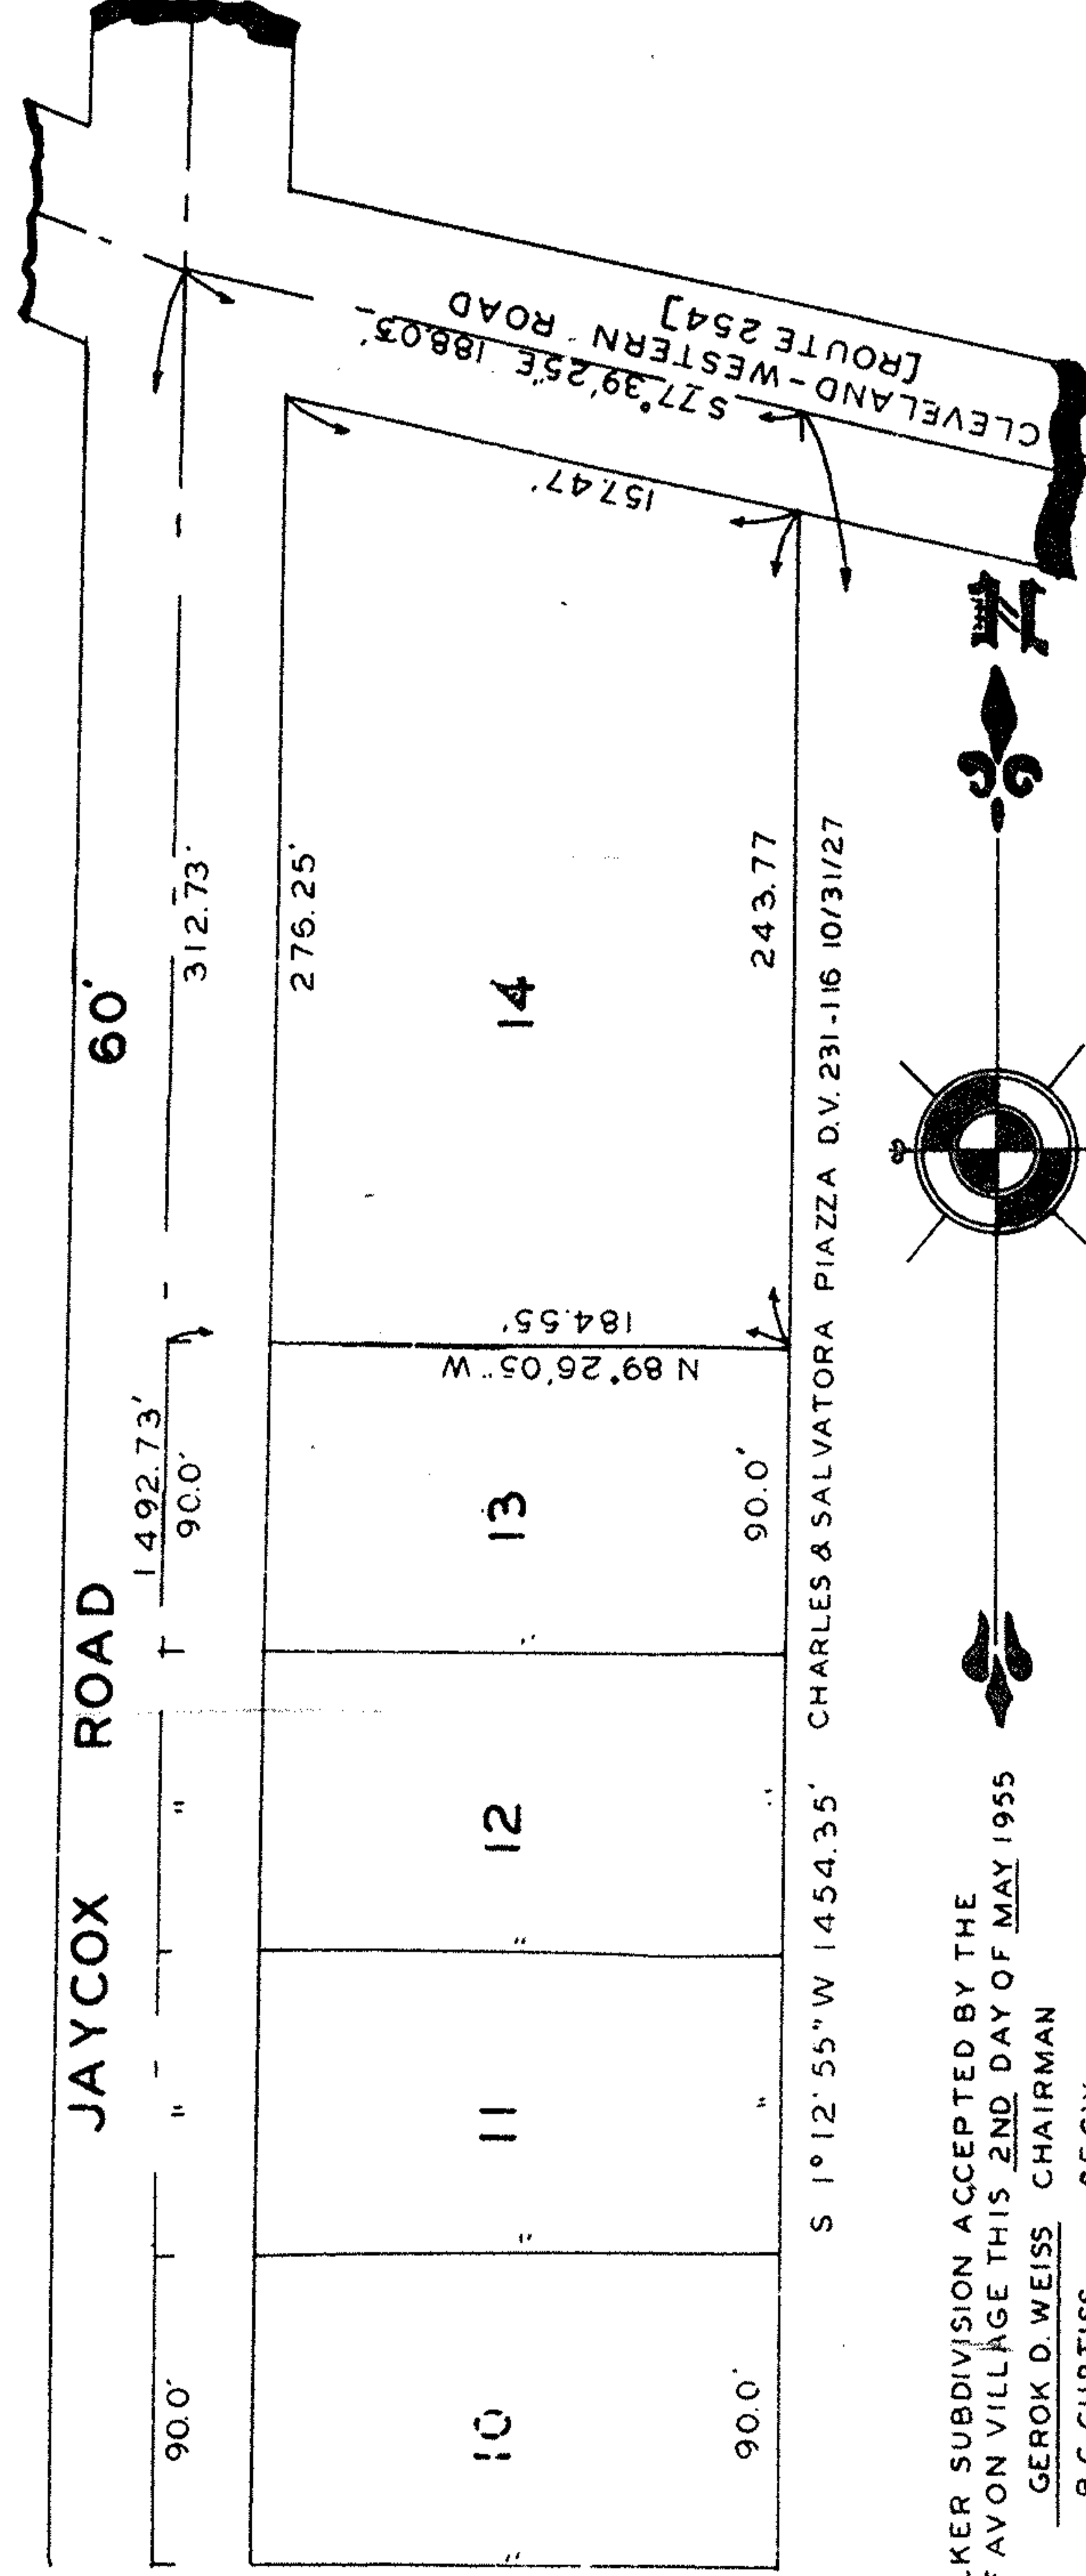 JAYCOX ROAD 60'
1492.73'
90.0' " " 90.0' 312.73'
276.25'
10 11 12 13 14
" " " " N 89°26'05" W
184.55'
157.47'
S77°39'25"E 188.03'
CLEVELAND-WESTERN ROAD
[ROUTE 254]
90.0' " " 90.0' 243.77
S 1° 12' 55" W 1454.35' CHARLES & SALVATORA PIAZZA D.V. 231-116 10/31/27
N
KER SUBDIVISION ACCEPTED BY THE
AVON VILLAGE THIS 2ND DAY OF MAY 1955
GEROK D. WEISS CHAIRMAN
CURTISS